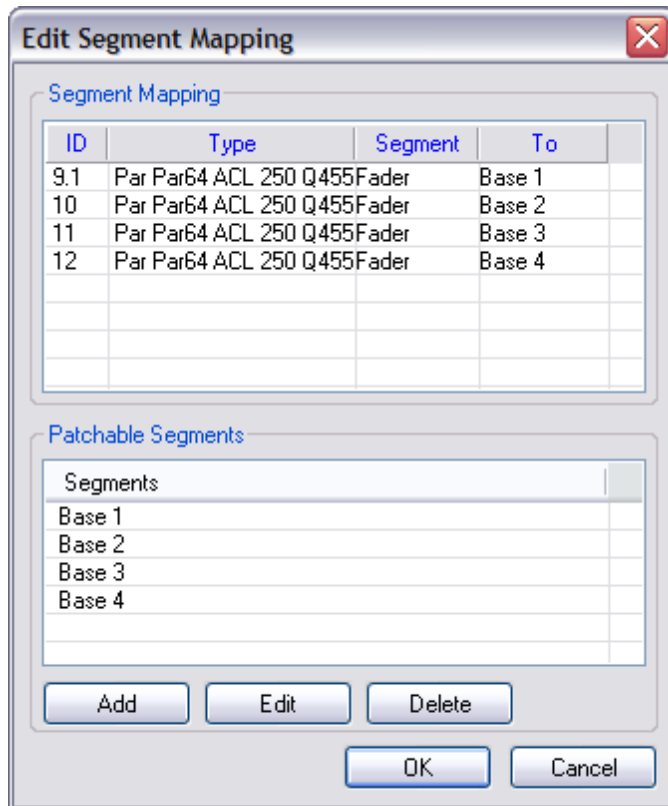 Edit Segment Mapping
Segment Mapping
ID Type Segment To
9.1 Par Par64 ACL 250 Q455 Fader Base 1
10 Par Par64 ACL 250 Q455 Fader Base 2
11 Par Par64 ACL 250 Q455 Fader Base 3
12 Par Par64 ACL 250 Q455 Fader Base 4
Patchable Segments
Segments
Base 1
Base 2
Base 3
Base 4
Add Edit Delete
OK Cancel